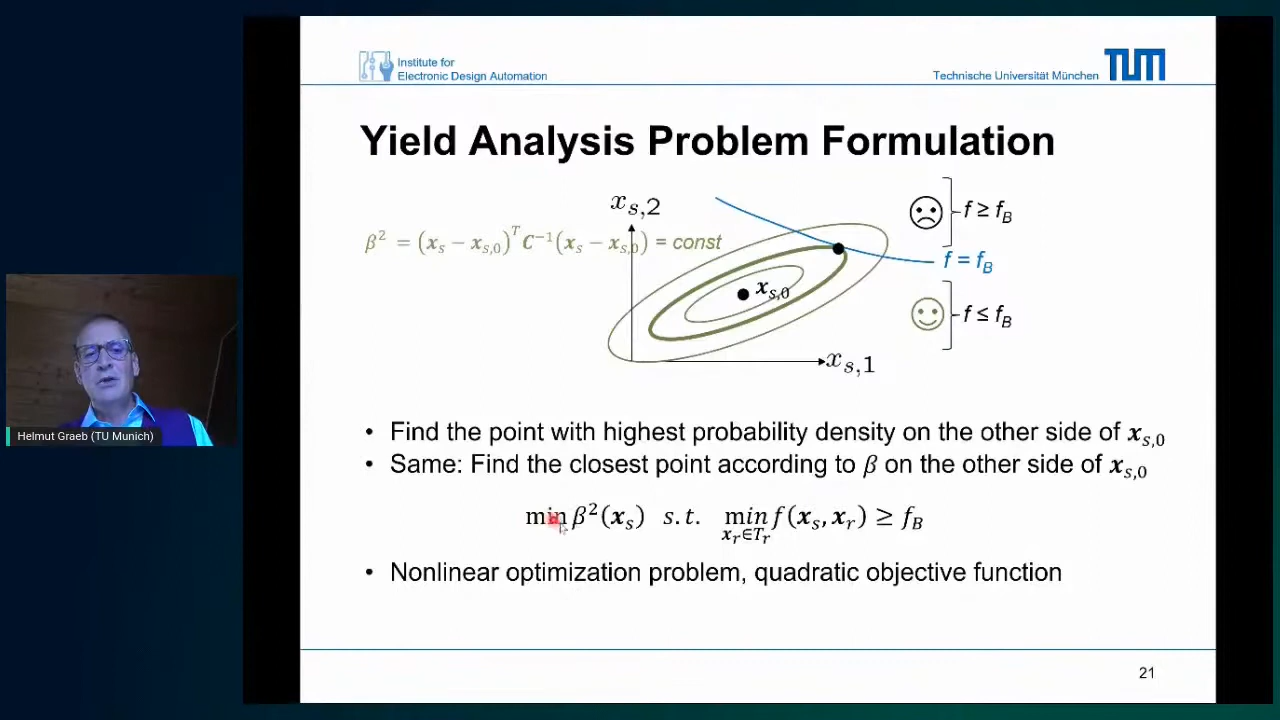 Institute for
Electronic Design Automation
Technische Universität München TUM
Yield Analysis Problem Formulation
x_{s,2}
f ≥ f_B
β² = (x_s − x_{s,0})^T C^{-1} (x_s − x_{s,0}) = const
f = f_B
x_{s,0}
f ≤ f_B
x_{s,1}
• Find the point with highest probability density on the other side of x_{s,0}
• Same: Find the closest point according to β on the other side of x_{s,0}
min β²(x_s) s.t. min_{x_r∈T_r} f(x_s, x_r) ≥ f_B
• Nonlinear optimization problem, quadratic objective function
21
Helmut Graeb (TU Munich)